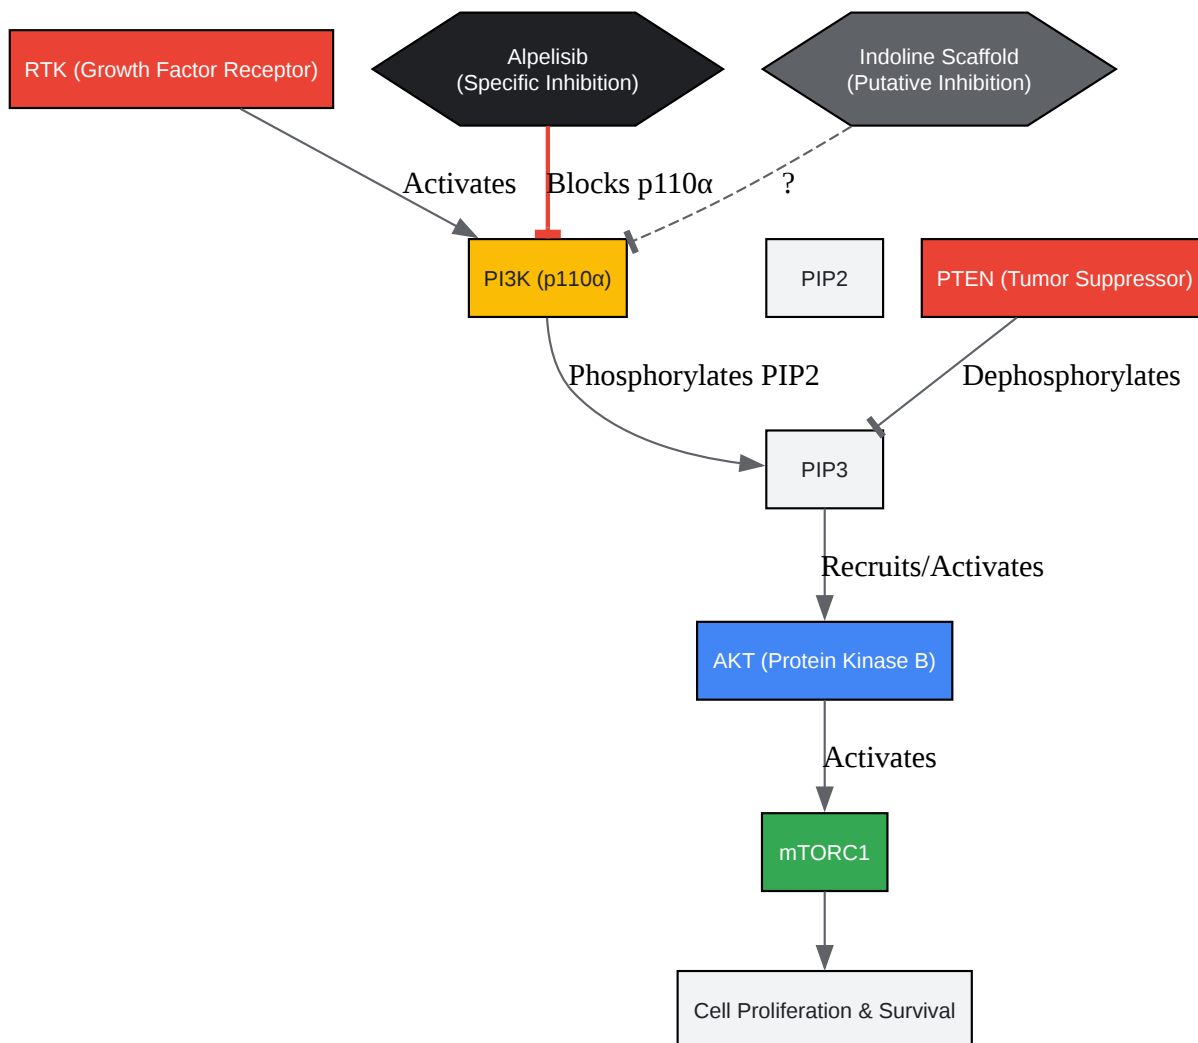 RTK (Growth Factor Receptor)
Alpelisib
(Specific Inhibition)
Indoline Scaffold
(Putative Inhibition)
Activates
Blocks p110α
?
PI3K (p110α)
PIP2
PTEN (Tumor Suppressor)
Phosphorylates PIP2
Dephosphorylates
PIP3
Recruits/Activates
AKT (Protein Kinase B)
Activates
mTORC1
Cell Proliferation & Survival